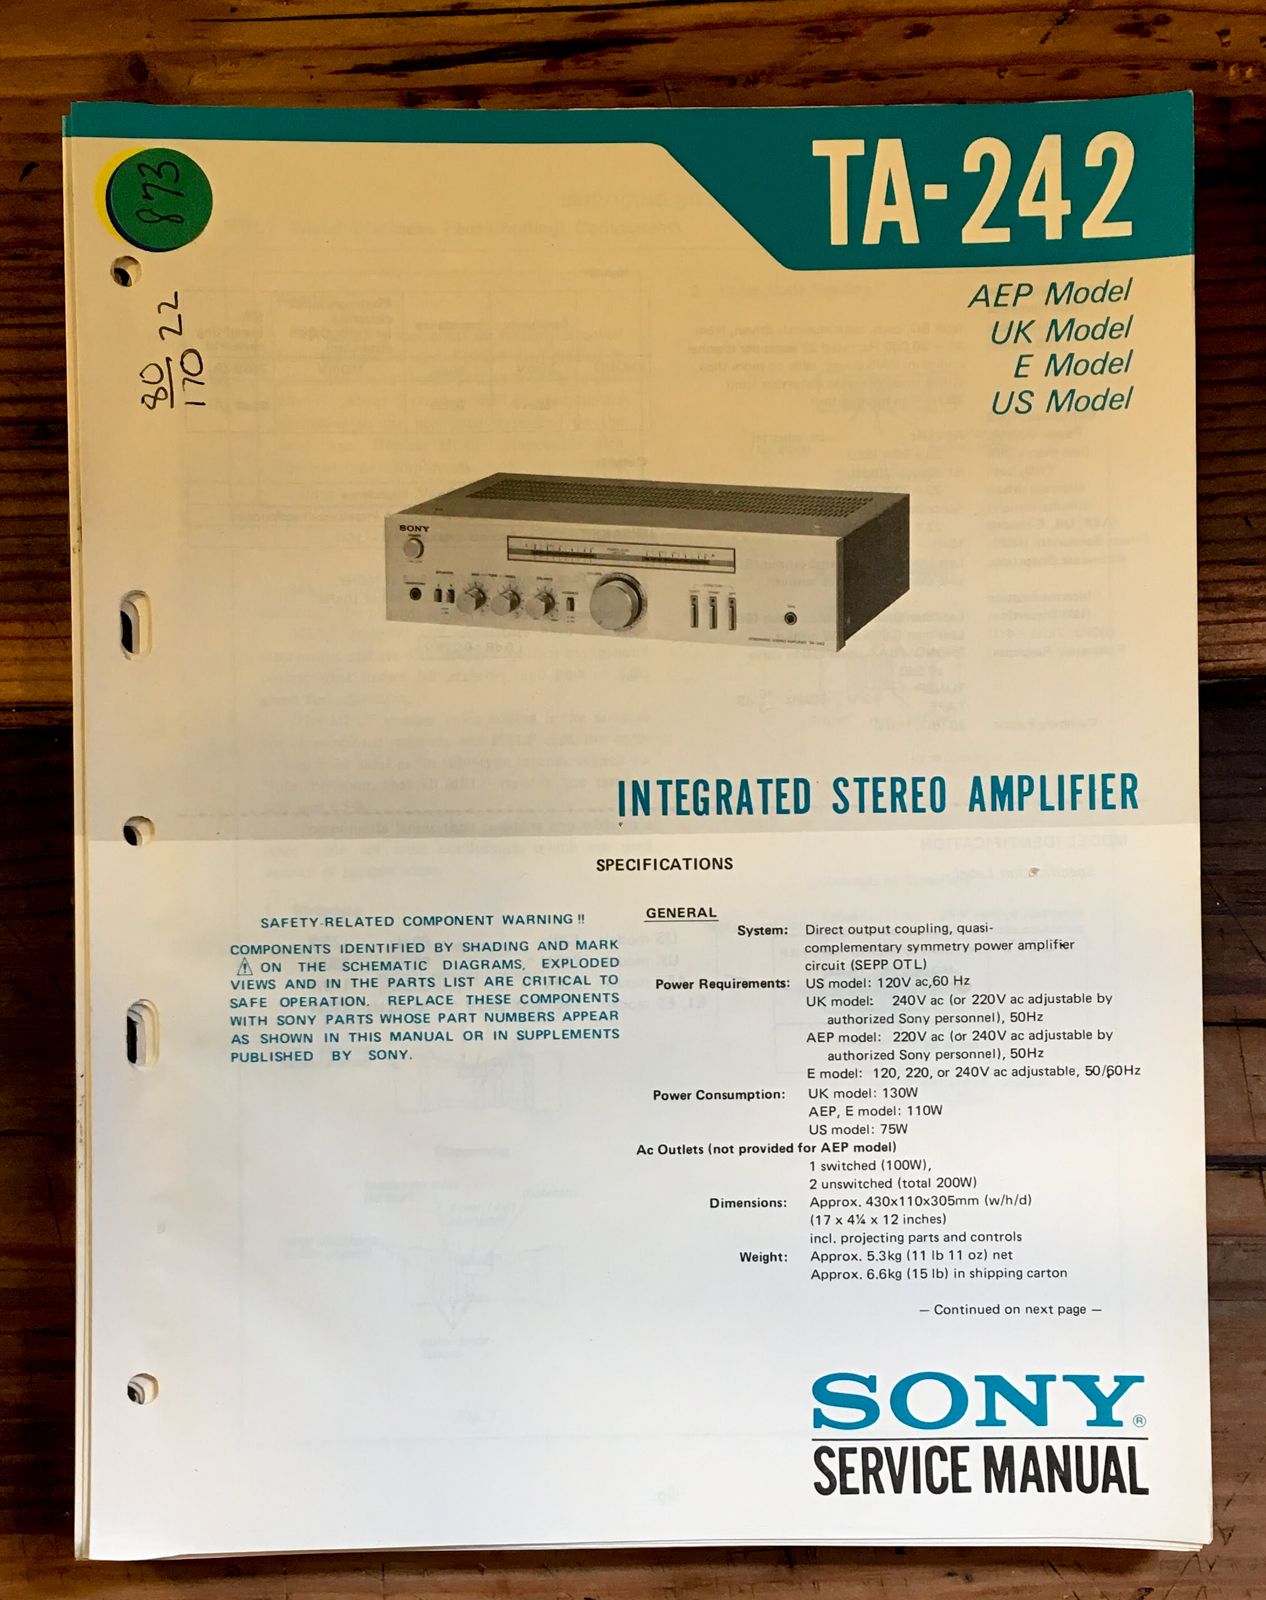 TA-242
873
80
170
22
AEP Model
UK Model
E Model
US Model
SONY
INTEGRATED STEREO AMPLIFIER
SPECIFICATIONS
SAFETY-RELATED COMPONENT WARNING !!
COMPONENTS IDENTIFIED BY SHADING AND MARK
⚠ ON THE SCHEMATIC DIAGRAMS, EXPLODED
VIEWS AND IN THE PARTS LIST ARE CRITICAL TO
SAFE OPERATION. REPLACE THESE COMPONENTS
WITH SONY PARTS WHOSE PART NUMBERS APPEAR
AS SHOWN IN THIS MANUAL OR IN SUPPLEMENTS
PUBLISHED BY SONY.
GENERAL
System: Direct output coupling, quasi-
complementary symmetry power amplifier
circuit (SEPP OTL)
Power Requirements: US model: 120V ac, 60 Hz
UK model: 240V ac (or 220V ac adjustable by
authorized Sony personnel), 50Hz
AEP model: 220V ac (or 240V ac adjustable by
authorized Sony personnel), 50Hz
E model: 120, 220, or 240V ac adjustable, 50/60Hz
Power Consumption: UK model: 130W
AEP, E model: 110W
US model: 75W
Ac Outlets (not provided for AEP model)
1 switched (100W),
2 unswitched (total 200W)
Dimensions: Approx. 430x110x305mm (w/h/d)
(17 x 4¼ x 12 inches)
incl. projecting parts and controls
Weight: Approx. 5.3kg (11 lb 11 oz) net
Approx. 6.6kg (15 lb) in shipping carton
— Continued on next page —
SONY®
SERVICE MANUAL